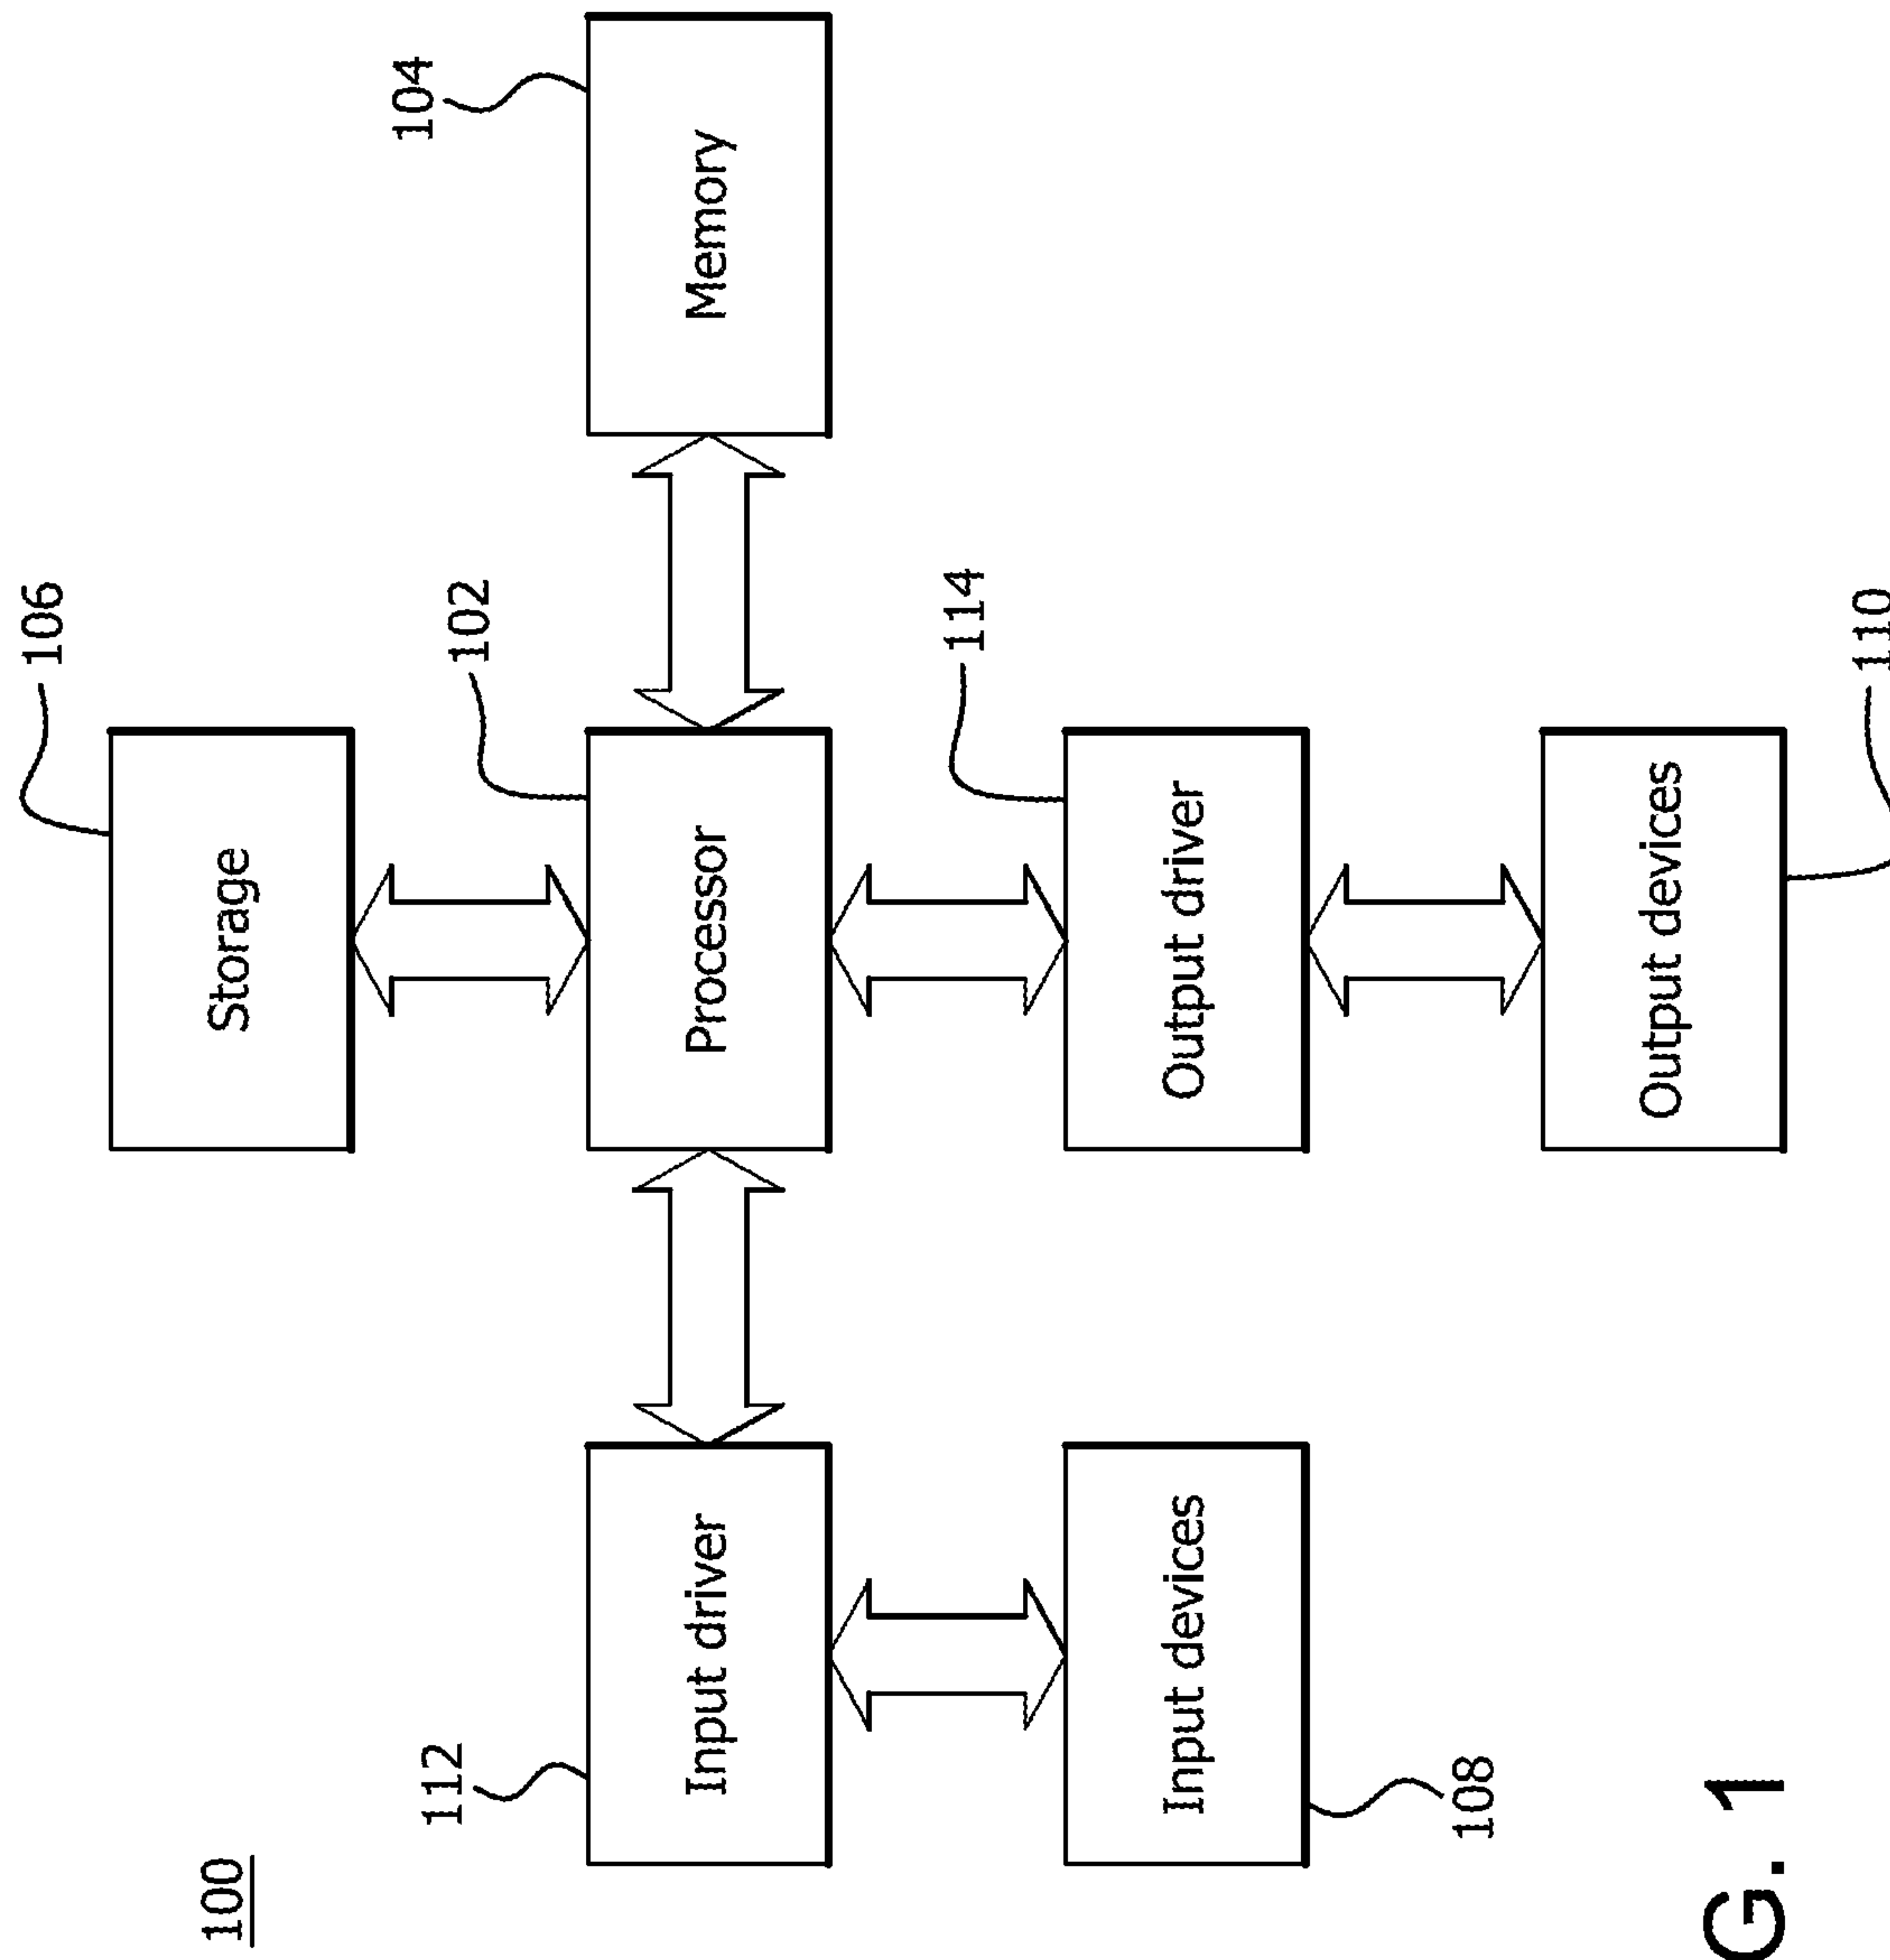 106
100
Storage
104
112
102
Input driver
Processor
Memory
114
Input devices
Output driver
108
Output devices
G. 1
110